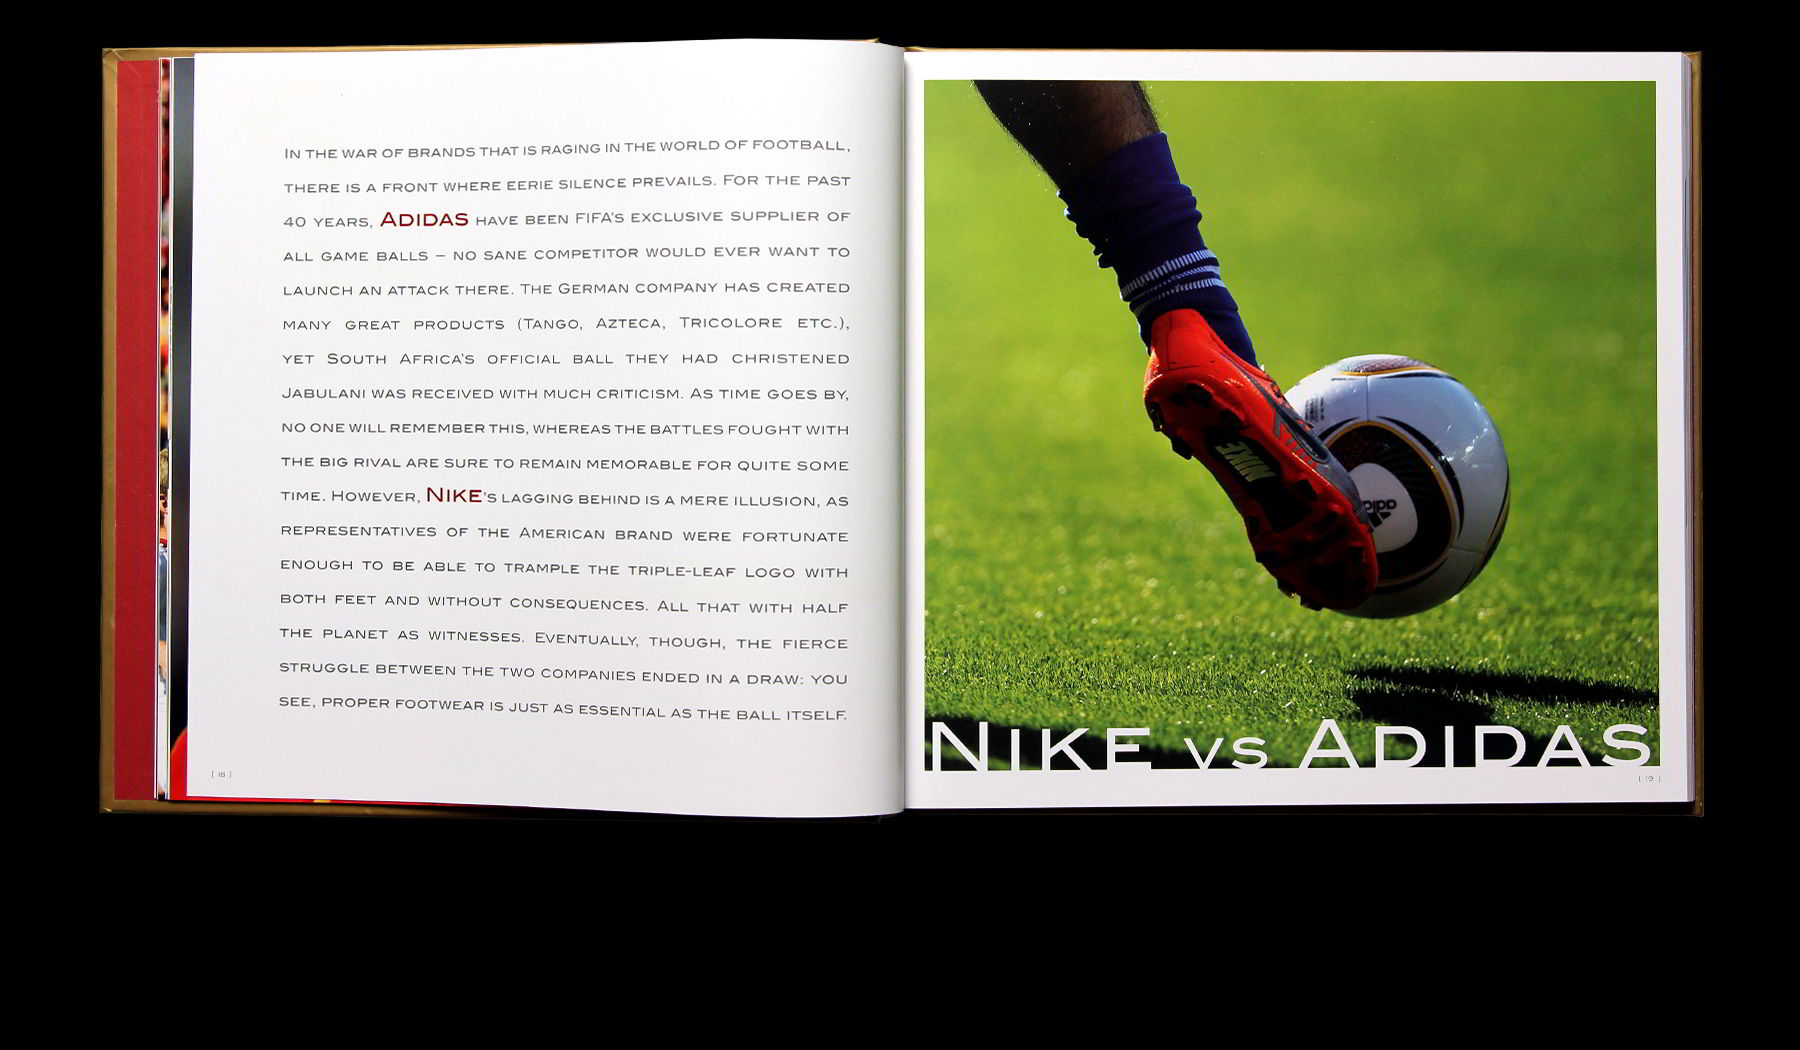 In the war of brands that is raging in the world of football,
there is a front where eerie silence prevails. For the past
40 years, Adidas have been FIFA's exclusive supplier of
all game balls – no sane competitor would ever want to
launch an attack there. The German company has created
many great products (Tango, Azteca, Tricolore etc.),
yet South Africa's official ball they had christened
Jabulani was received with much criticism. As time goes by,
no one will remember this, whereas the battles fought with
the big rival are sure to remain memorable for quite some
time. However, Nike's lagging behind is a mere illusion, as
representatives of the American brand were fortunate
enough to be able to trample the triple-leaf logo with
both feet and without consequences. All that with half
the planet as witnesses. Eventually, though, the fierce
struggle between the two companies ended in a draw: you
see, proper footwear is just as essential as the ball itself.
[ 18 ]
NIKE
adidas
Nike vs Adidas
[ 19 ]